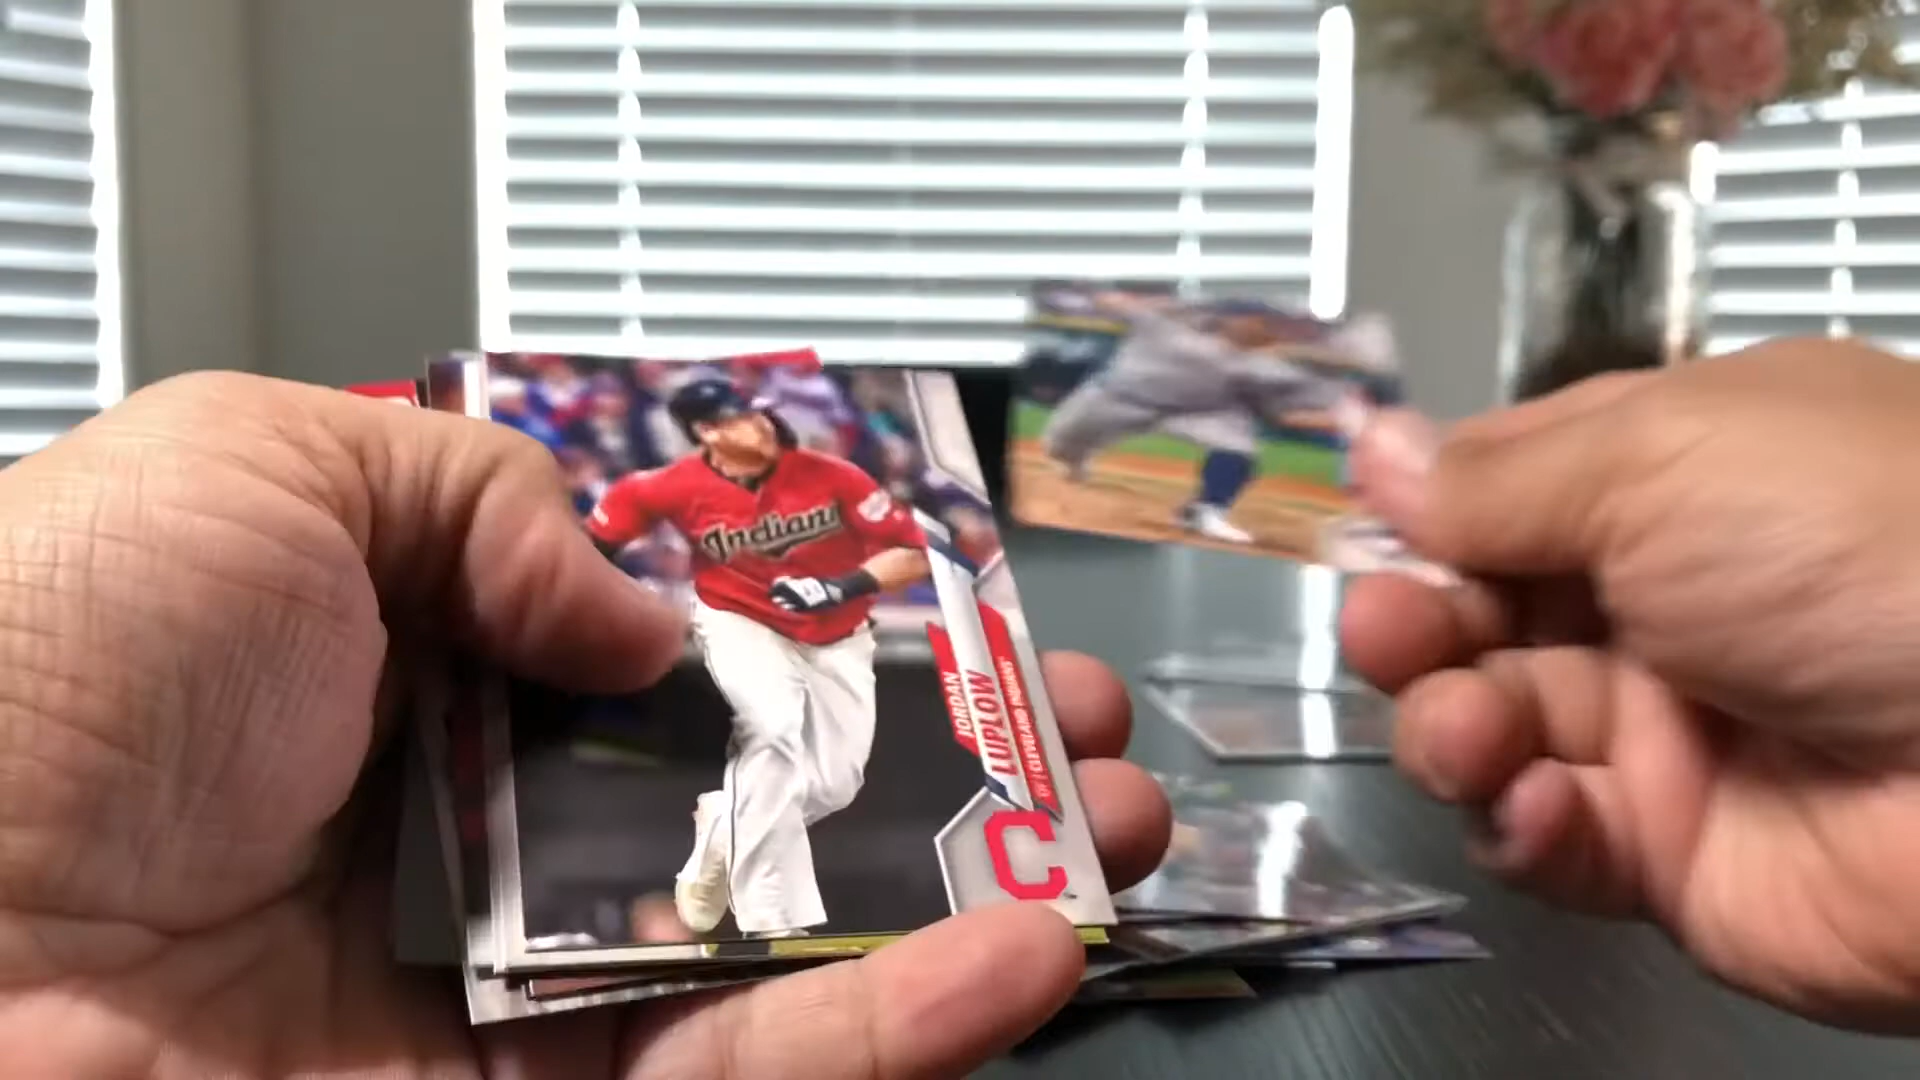 Indians
JORDAN
LUPLOW
OF | CLEVELAND INDIANS
C